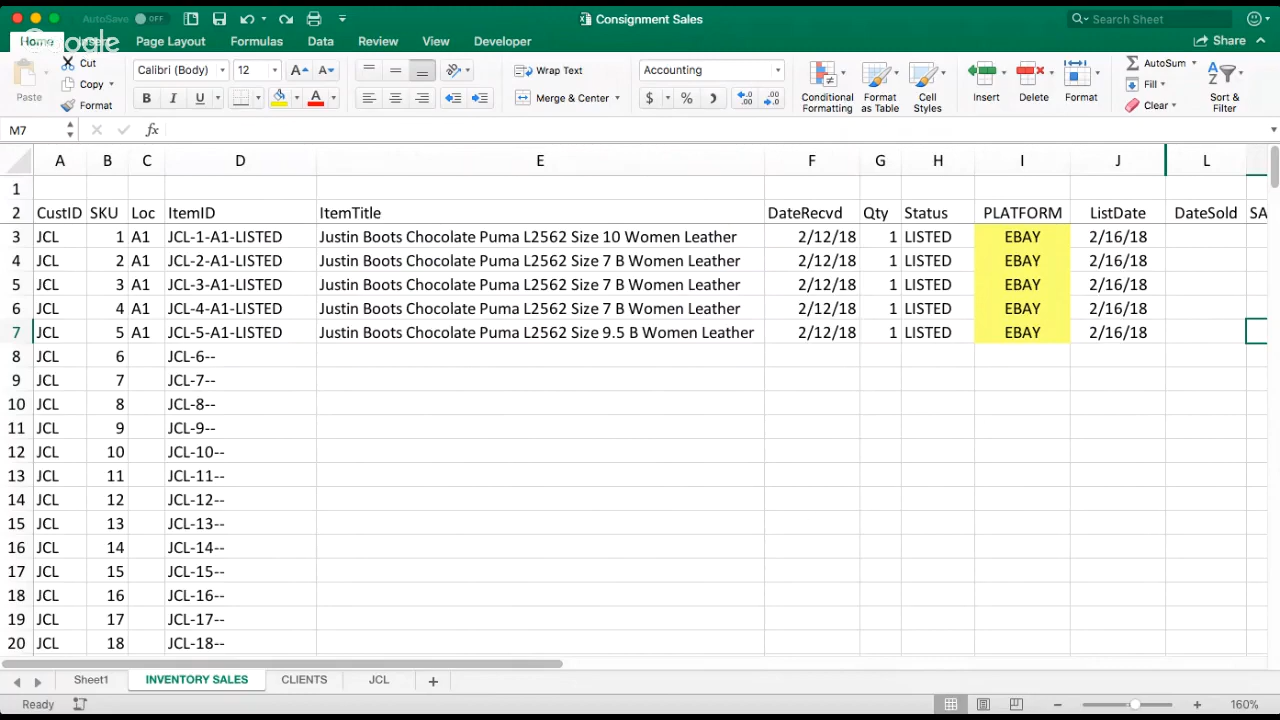 AutoSave OFF Consignment Sales Search Sheet
Google
Home Insert Page Layout Formulas Data Review View Developer Share
Paste Cut Copy Format Calibri (Body) 12 A A Wrap Text Accounting Conditional Formatting Format as Table Cell Styles Insert Delete Format AutoSum Fill Clear Sort & Filter
B I U A Merge & Center $ %
M7 fx
A B C D E F G H I J L
1
2 CustID SKU Loc ItemID ItemTitle DateRecvd Qty Status PLATFORM ListDate DateSold SA
3 JCL 1 A1 JCL-1-A1-LISTED Justin Boots Chocolate Puma L2562 Size 10 Women Leather 2/12/18 1 LISTED EBAY 2/16/18
4 JCL 2 A1 JCL-2-A1-LISTED Justin Boots Chocolate Puma L2562 Size 7 B Women Leather 2/12/18 1 LISTED EBAY 2/16/18
5 JCL 3 A1 JCL-3-A1-LISTED Justin Boots Chocolate Puma L2562 Size 7 B Women Leather 2/12/18 1 LISTED EBAY 2/16/18
6 JCL 4 A1 JCL-4-A1-LISTED Justin Boots Chocolate Puma L2562 Size 7 B Women Leather 2/12/18 1 LISTED EBAY 2/16/18
7 JCL 5 A1 JCL-5-A1-LISTED Justin Boots Chocolate Puma L2562 Size 9.5 B Women Leather 2/12/18 1 LISTED EBAY 2/16/18
8 JCL 6 JCL-6--
9 JCL 7 JCL-7--
10 JCL 8 JCL-8--
11 JCL 9 JCL-9--
12 JCL 10 JCL-10--
13 JCL 11 JCL-11--
14 JCL 12 JCL-12--
15 JCL 13 JCL-13--
16 JCL 14 JCL-14--
17 JCL 15 JCL-15--
18 JCL 16 JCL-16--
19 JCL 17 JCL-17--
20 JCL 18 JCL-18--
Sheet1 INVENTORY SALES CLIENTS JCL +
Ready 160%